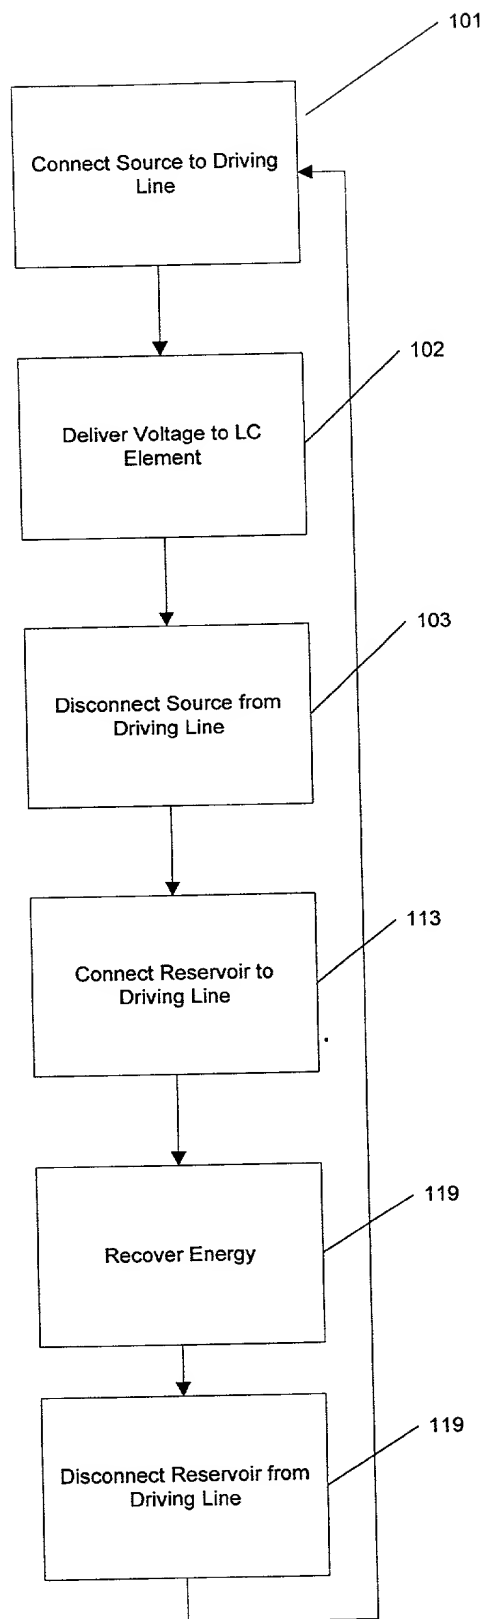 101
Connect Source to Driving
Line
102
Deliver Voltage to LC
Element
103
Disconnect Source from
Driving Line
113
Connect Reservoir to
Driving Line
119
Recover Energy
119
Disconnect Reservoir from
Driving Line